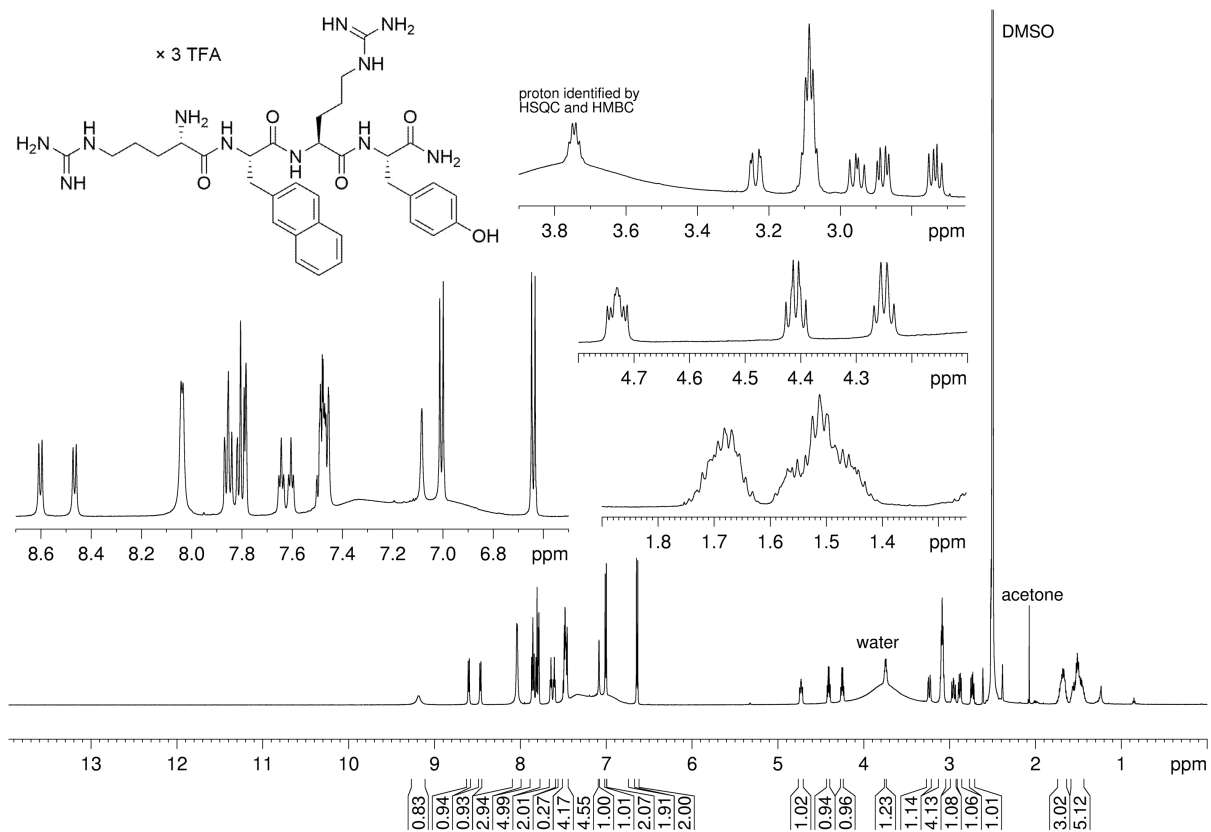 × 3 TFA
HN
NH2
NH
NH2
H2N
H
N
NH
O
H
N
O
N
H
O
H
N
O
NH2
OH
DMSO
proton identified by
HSQC and HMBC
3.8 3.6 3.4 3.2 3.0 ppm
4.7 4.6 4.5 4.4 4.3 ppm
8.6 8.4 8.2 8.0 7.8 7.6 7.4 7.2 7.0 6.8 ppm
1.8 1.7 1.6 1.5 1.4 ppm
acetone
water
13 12 11 10 9 8 7 6 5 4 3 2 1 ppm
0.83 0.94 0.93 2.94 4.99 2.01 0.27 4.17 4.55 1.00 1.01 2.07 1.91 2.00 1.02 0.94 0.96 1.23 1.14 4.13 1.08 1.06 1.01 3.02 5.12